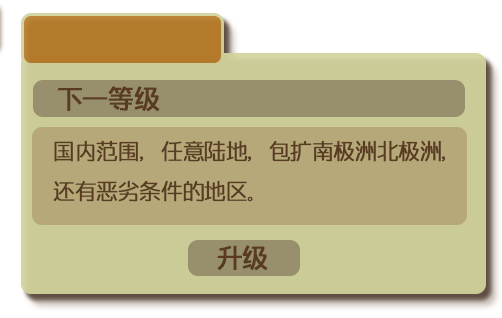 下一等级
国内范围，任意陆地，包扩南极洲北极洲，
还有恶劣条件的地区。
升级